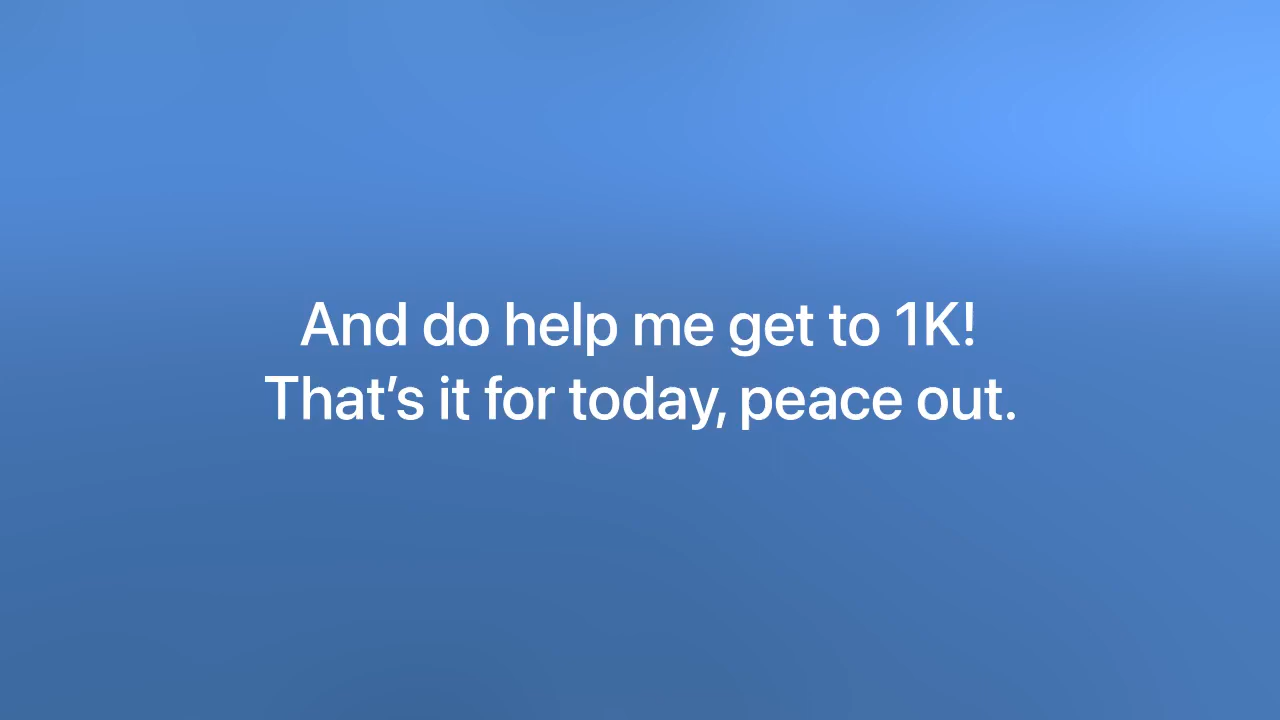 And do help me get to 1K!
That’s it for today, peace out.